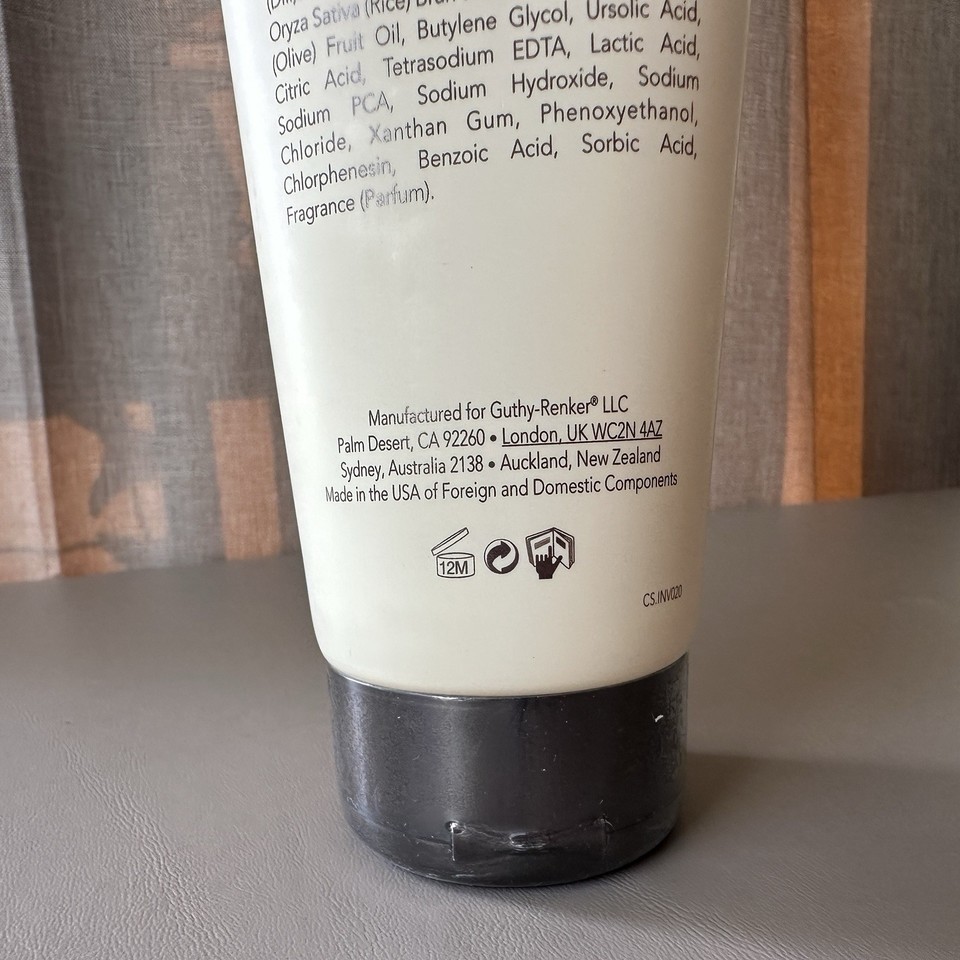 Oryza Sativa (Rice)
(Olive) Fruit Oil, Butylene Glycol, Ursolic Acid,
Citric Acid, Tetrasodium EDTA, Lactic Acid,
Sodium PCA, Sodium Hydroxide, Sodium
Chloride, Xanthan Gum, Phenoxyethanol,
Chlorphenesin, Benzoic Acid, Sorbic Acid,
Fragrance (Parfum).
Manufactured for Guthy-Renker® LLC
Palm Desert, CA 92260 • London, UK WC2N 4AZ
Sydney, Australia 2138 • Auckland, New Zealand
Made in the USA of Foreign and Domestic Components
12M
CS.INV020